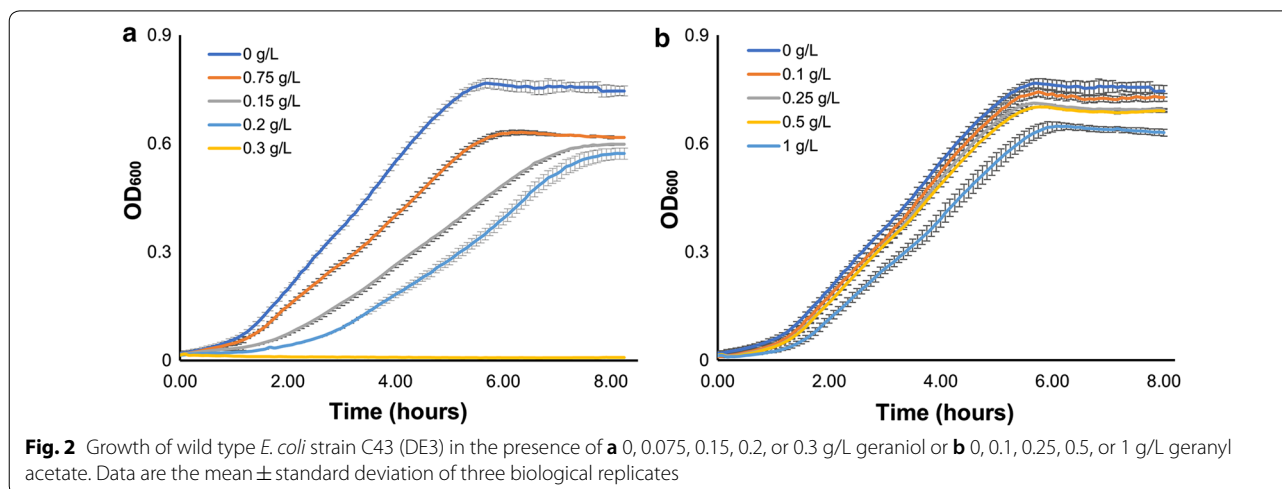 a
0.9
0.6
0.3
0
OD600
0 g/L
0.75 g/L
0.15 g/L
0.2 g/L
0.3 g/L
0.00 2.00 4.00 6.00 8.00
Time (hours)
b
0.9
0.6
0.3
0
OD600
0 g/L
0.1 g/L
0.25 g/L
0.5 g/L
1 g/L
0.00 2.00 4.00 6.00 8.00
Time (hours)
Fig. 2 Growth of wild type E. coli strain C43 (DE3) in the presence of a 0, 0.075, 0.15, 0.2, or 0.3 g/L geraniol or b 0, 0.1, 0.25, 0.5, or 1 g/L geranyl
acetate. Data are the mean ± standard deviation of three biological replicates